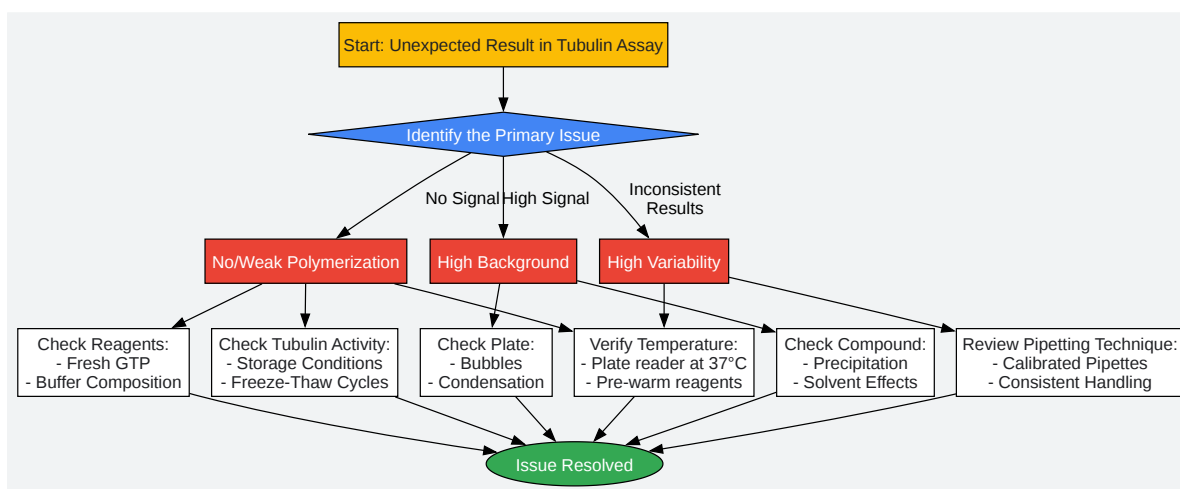 Start: Unexpected Result in Tubulin Assay
Identify the Primary Issue
No Signal
High Signal
Inconsistent
Results
No/Weak Polymerization
High Background
High Variability
Check Reagents:
- Fresh GTP
- Buffer Composition
Check Tubulin Activity:
- Storage Conditions
- Freeze-Thaw Cycles
Check Plate:
- Bubbles
- Condensation
Verify Temperature:
- Plate reader at 37°C
- Pre-warm reagents
Check Compound:
- Precipitation
- Solvent Effects
Review Pipetting Technique:
- Calibrated Pipettes
- Consistent Handling
Issue Resolved